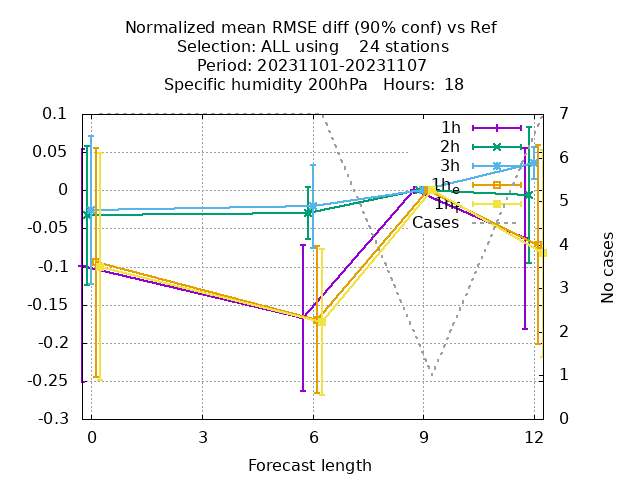 Normalized mean RMSE diff (90% conf) vs Ref
Selection: ALL using    24 stations
Period: 20231101-20231107
Specific humidity 200hPa   Hours:  18
0.1
0.05
0
-0.05
-0.1
-0.15
-0.2
-0.25
-0.3
7
6
5
4
3
2
1
0
1h
2h
3h
1he
1hr
Cases
No cases
0
3
6
9
12
Forecast length